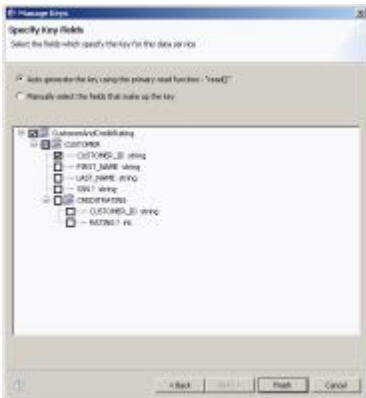 Manage Keys
Specify Key Fields
Select the fields which specify the key for this data service
Auto generate the key using the primary read function - "read()"
Manually select the fields that make up the key
CustomerAndCreditRating
CUSTOMER
CUSTOMER_ID string
FIRST_NAME string
LAST_NAME string
SSN ? string
CREDITRATING
CUSTOMER_ID string
RATING ? int
< Back
Next >
Finish
Cancel